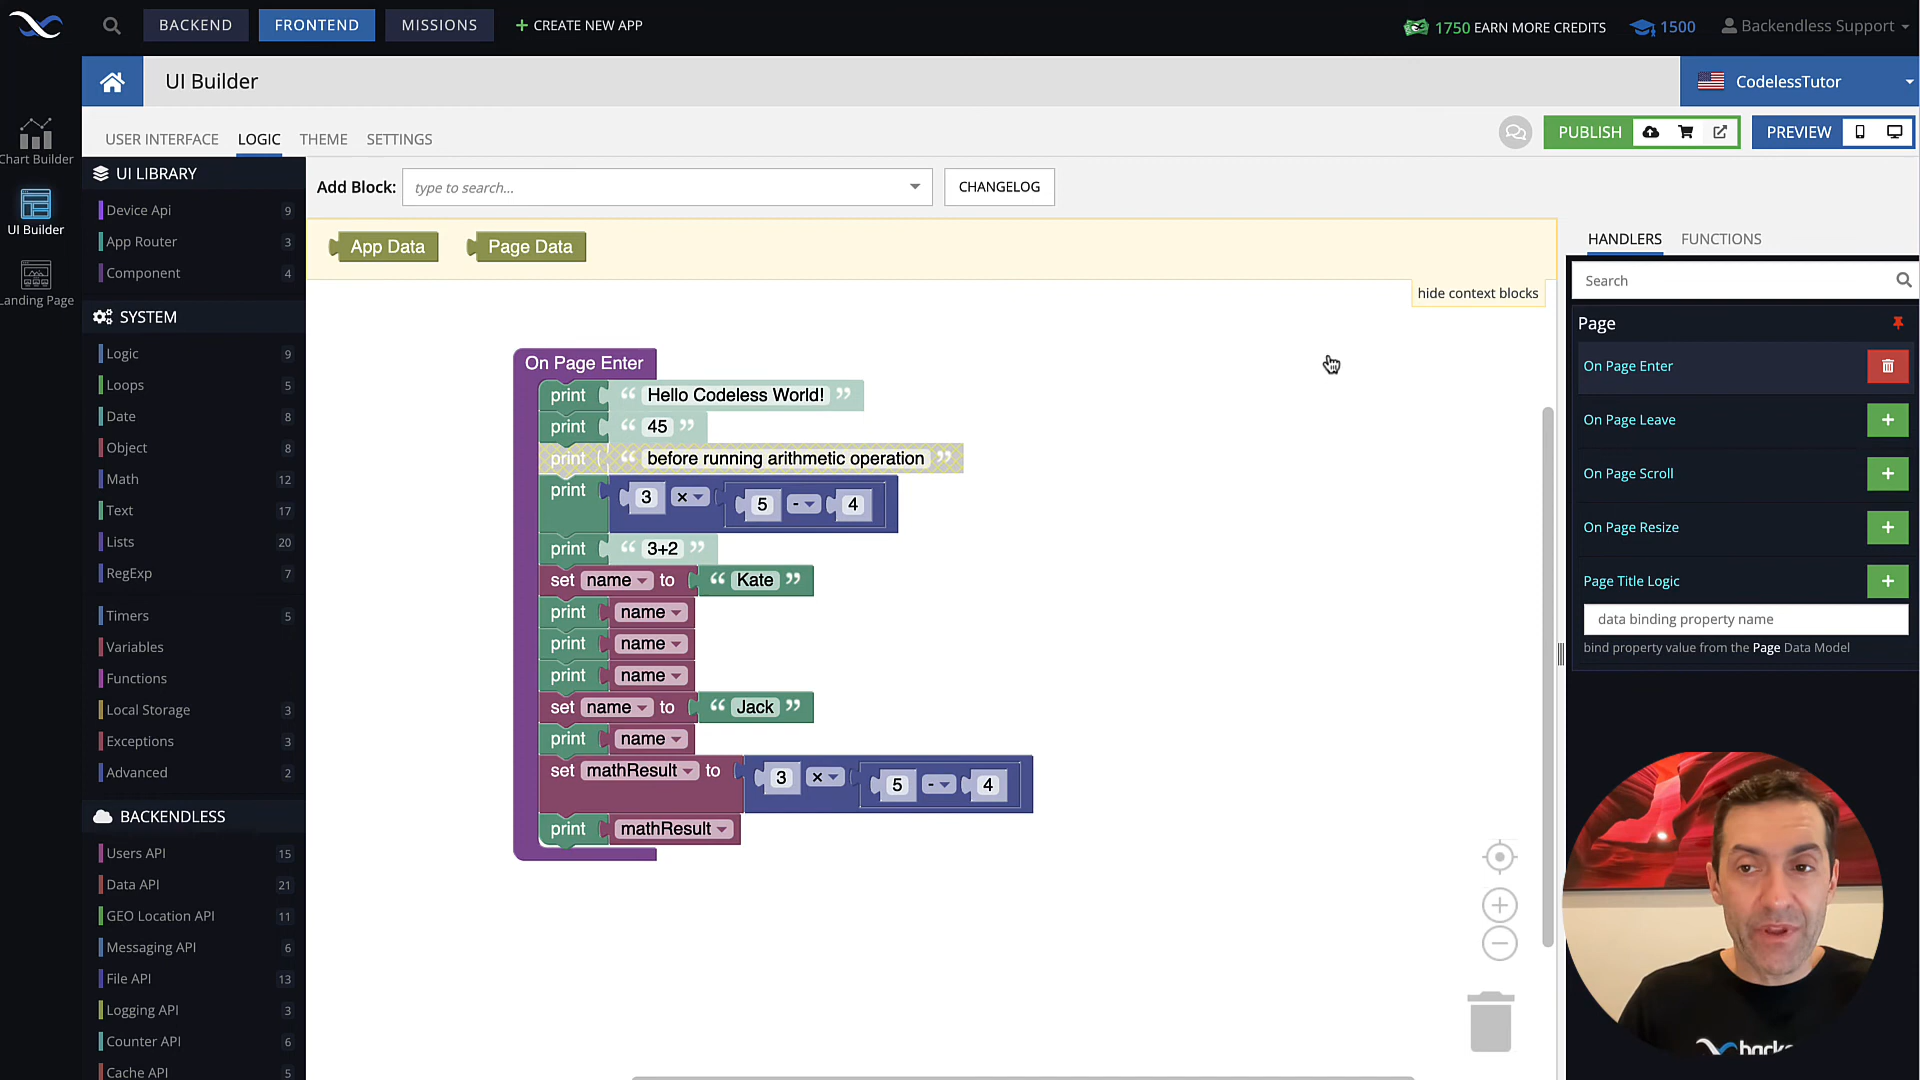 BACKEND
FRONTEND
MISSIONS
+ CREATE NEW APP
1750 EARN MORE CREDITS
1500
Backendless Support
UI Builder
CodelessTutor
Chart Builder
UI Builder
Landing Page
USER INTERFACE
LOGIC
THEME
SETTINGS
PUBLISH
PREVIEW
UI LIBRARY
Device Api 9
App Router 3
Component 4
SYSTEM
Logic 9
Loops 5
Date 8
Object 8
Math 12
Text 17
Lists 20
RegExp 7
Timers 5
Variables
Functions
Local Storage 3
Exceptions 3
Advanced 2
BACKENDLESS
Users API 15
Data API 21
GEO Location API 11
Messaging API 6
File API 13
Logging API 3
Counter API 6
Cache API 5
Add Block: type to search...
CHANGELOG
App Data
Page Data
hide context blocks
On Page Enter
print “ Hello Codeless World! ”
print “ 45 ”
print “ before running arithmetic operation ”
print 3 × 5 - 4
print “ 3+2 ”
set name to “ Kate ”
print name
print name
print name
set name to “ Jack ”
print name
set mathResult to 3 × 5 - 4
print mathResult
HANDLERS
FUNCTIONS
Search
Page
On Page Enter
On Page Leave
On Page Scroll
On Page Resize
Page Title Logic
data binding property name
bind property value from the Page Data Model